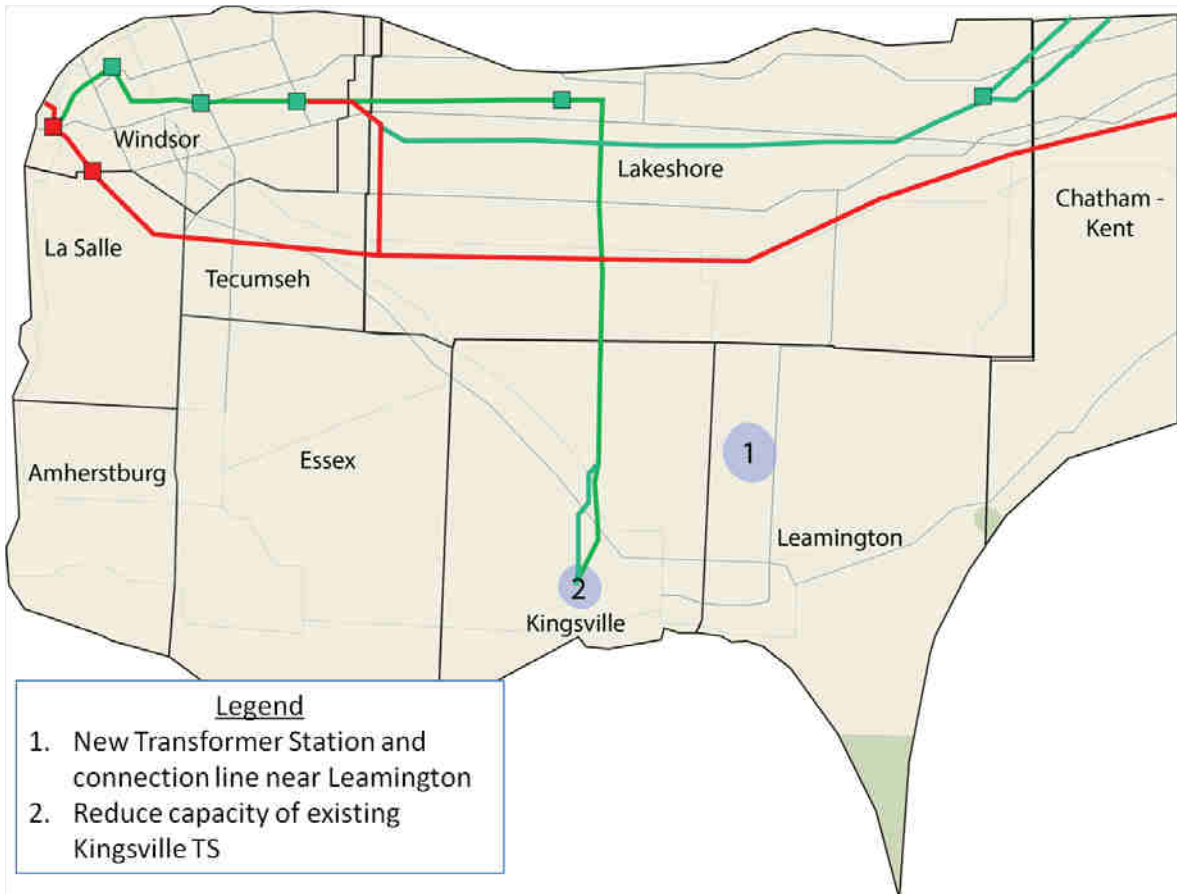 Windsor
Lakeshore
Chatham -
Kent
La Salle
Tecumseh
1
Essex
Amherstburg
Leamington
2
Kingsville
Legend
1. New Transformer Station and
connection line near Leamington
2. Reduce capacity of existing
Kingsville TS